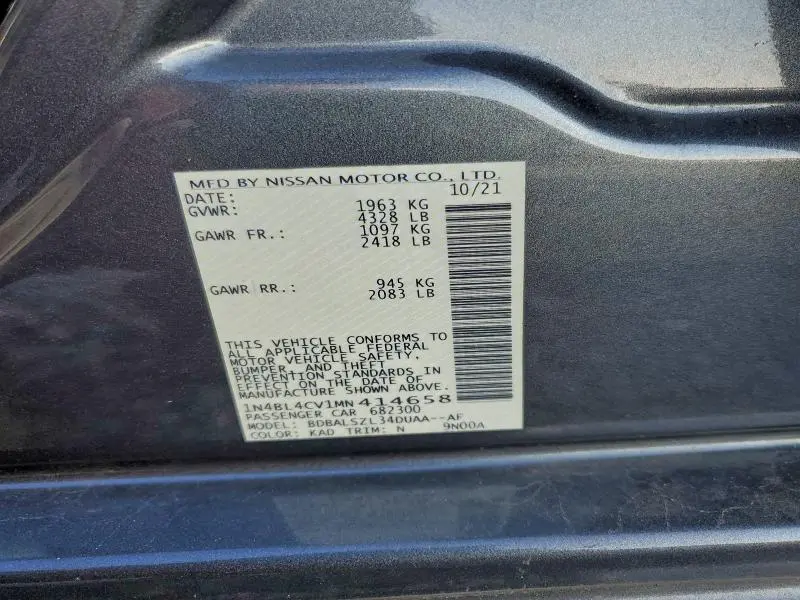 MFD BY NISSAN MOTOR CO., LTD.
DATE: 10/21
GVWR: 1963 KG
4328 LB
GAWR FR.: 1097 KG
2418 LB
GAWR RR.: 945 KG
2083 LB
THIS VEHICLE CONFORMS TO
ALL APPLICABLE FEDERAL
MOTOR VEHICLE SAFETY,
BUMPER, AND THEFT
PREVENTION STANDARDS IN
EFFECT ON THE DATE OF
MANUFACTURE SHOWN ABOVE.
1N4BL4CV1MN414658
PASSENGER CAR 682300
MODEL: BDBALSZL34DUAA--AF
COLOR: KAD TRIM: N 9N00A